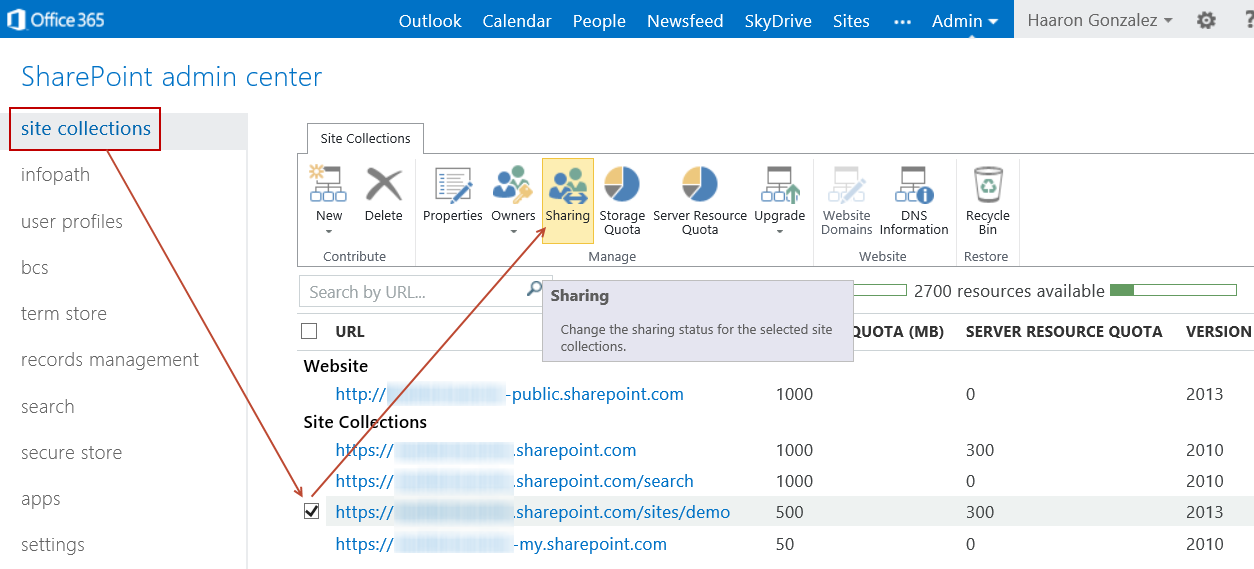 Office 365 Outlook Calendar People Newsfeed SkyDrive Sites ··· Admin Haaron Gonzalez ?
SharePoint admin center
site collections
infopath
user profiles
bcs
term store
records management
search
secure store
apps
settings
Site Collections
New Delete Properties Owners Sharing Storage Quota Server Resource Quota Upgrade Website Domains DNS Information Recycle Bin
Contribute Manage Website Restore
Search by URL... 2700 resources available
Sharing
Change the sharing status for the selected site
collections.
URL QUOTA (MB) SERVER RESOURCE QUOTA VERSION
Website
http:// -public.sharepoint.com 1000 0 2013
Site Collections
https:// .sharepoint.com 1000 300 2010
https:// .sharepoint.com/search 1000 0 2010
https:// .sharepoint.com/sites/demo 500 300 2013
https:// -my.sharepoint.com 50 0 2010